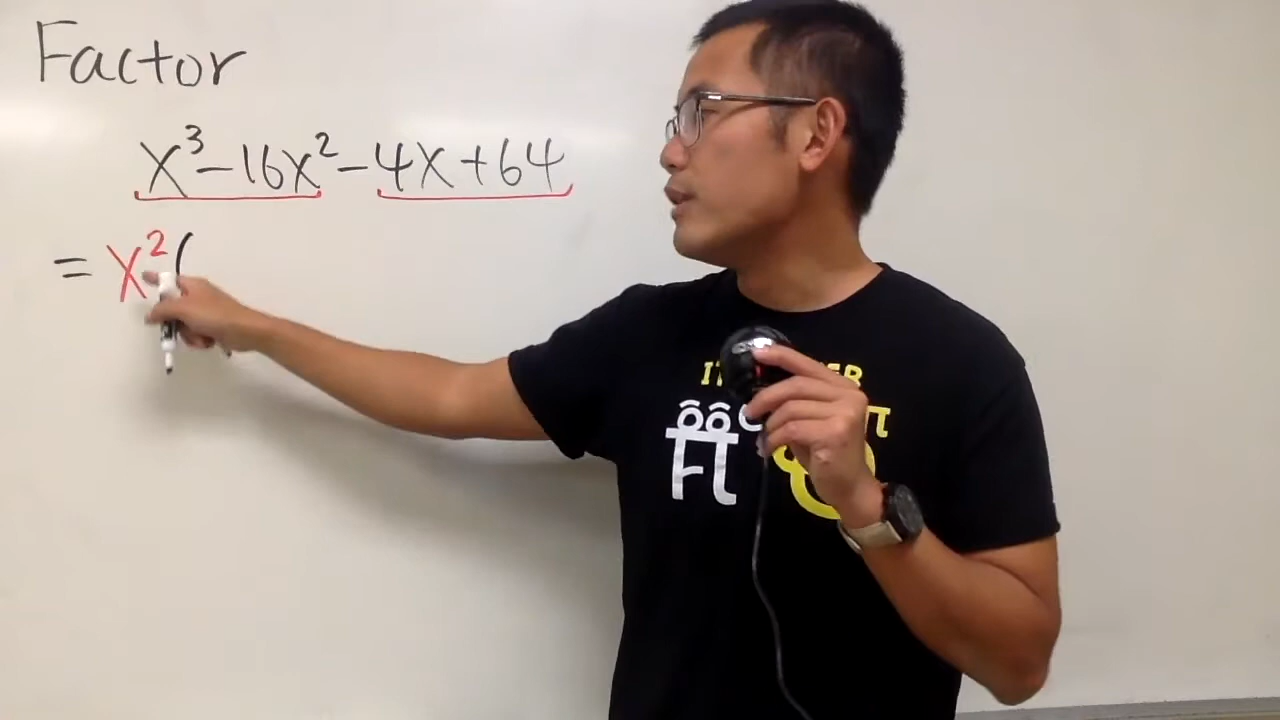 Factor
x³-16x²-4x+64
= x²(